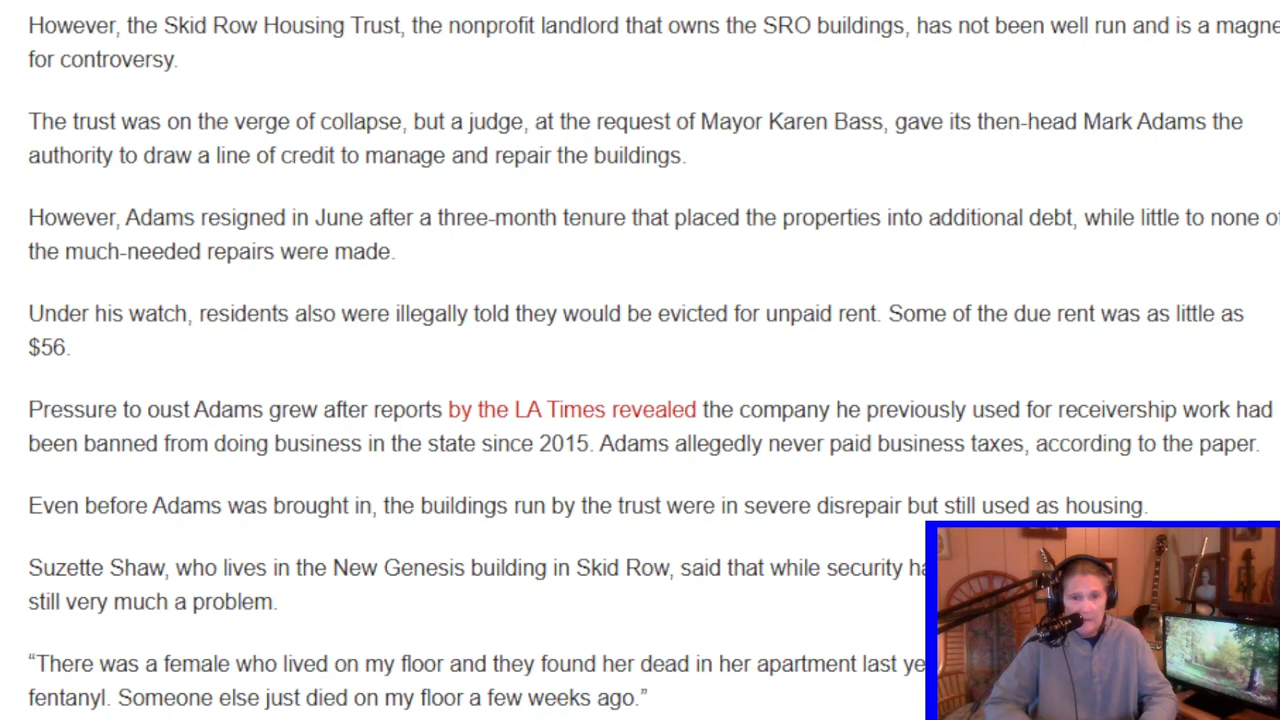 However, the Skid Row Housing Trust, the nonprofit landlord that owns the SRO buildings, has not been well run and is a magne
for controversy.
The trust was on the verge of collapse, but a judge, at the request of Mayor Karen Bass, gave its then-head Mark Adams the
authority to draw a line of credit to manage and repair the buildings.
However, Adams resigned in June after a three-month tenure that placed the properties into additional debt, while little to none of
the much-needed repairs were made.
Under his watch, residents also were illegally told they would be evicted for unpaid rent. Some of the due rent was as little as
$56.
Pressure to oust Adams grew after reports by the LA Times revealed the company he previously used for receivership work had
been banned from doing business in the state since 2015. Adams allegedly never paid business taxes, according to the paper.
Even before Adams was brought in, the buildings run by the trust were in severe disrepair but still used as housing.
Suzette Shaw, who lives in the New Genesis building in Skid Row, said that while security ha
still very much a problem.
“There was a female who lived on my floor and they found her dead in her apartment last ye
fentanyl. Someone else just died on my floor a few weeks ago.”